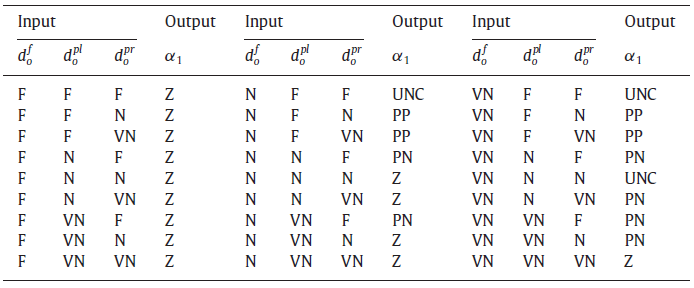 Input Output Input Output Input Output
d_o^f d_o^pl d_o^pr α_1 d_o^f d_o^pl d_o^pr α_1 d_o^f d_o^pl d_o^pr α_1
F F F Z N F F UNC VN F F UNC
F F N Z N F N PP VN F N PP
F F VN Z N F VN PP VN F VN PP
F N F Z N N F PN VN N F PN
F N N Z N N N Z VN N N UNC
F N VN Z N N VN Z VN N VN PN
F VN F Z N VN F PN VN VN F PN
F VN N Z N VN N Z VN VN N PN
F VN VN Z N VN VN Z VN VN VN Z